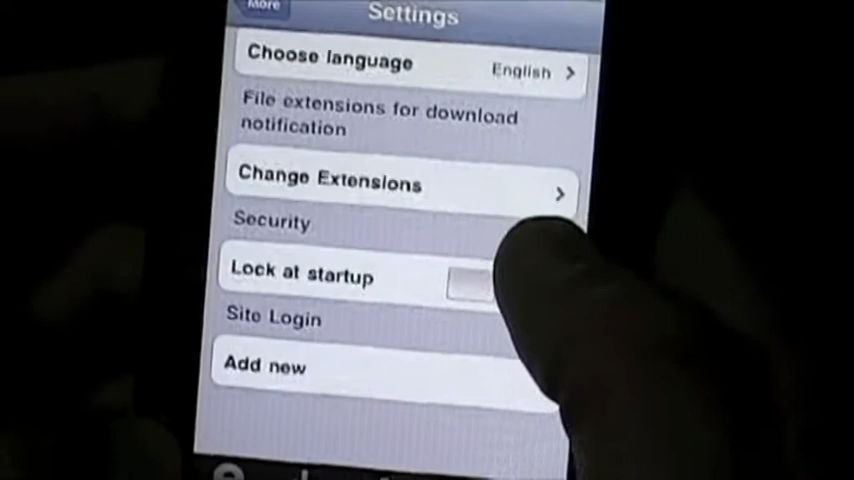 More
Settings
Choose language English
File extensions for download
notification
Change Extensions
Security
Lock at startup
Site Login
Add new